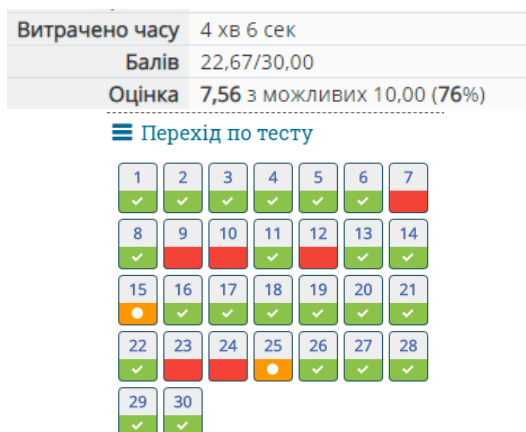 Витрачено часу 4 хв 6 сек
Балів 22,67/30,00
Оцінка 7,56 з можливих 10,00 (76%)
Перехід по тесту
1 2 3 4 5 6 7
8 9 10 11 12 13 14
15 16 17 18 19 20 21
22 23 24 25 26 27 28
29 30